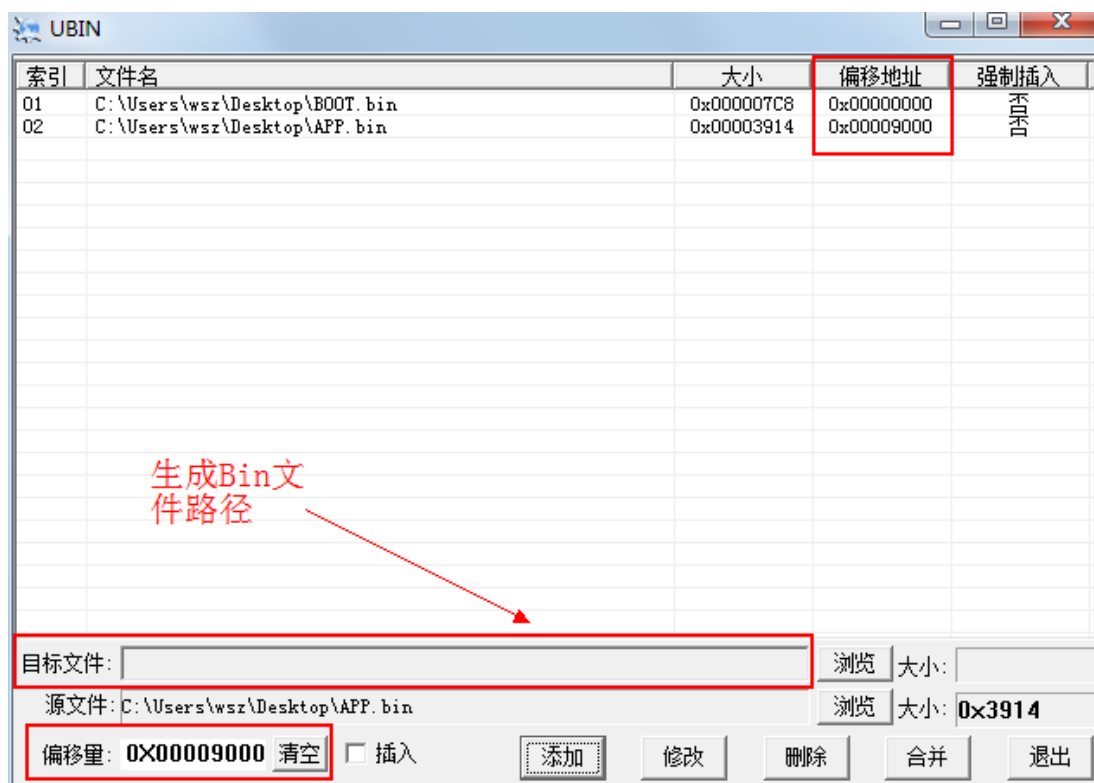 UBIN
索引 文件名 大小 偏移地址 强制插入
01 C:\Users\wsz\Desktop\BOOT.bin 0x000007C8 0x00000000 否
02 C:\Users\wsz\Desktop\APP.bin 0x00003914 0x00009000 否
生成Bin文
件路径
目标文件: 浏览 大小:
源文件: C:\Users\wsz\Desktop\APP.bin 浏览 大小: 0x3914
偏移量: 0X00009000 清空 插入 添加 修改 删除 合并 退出